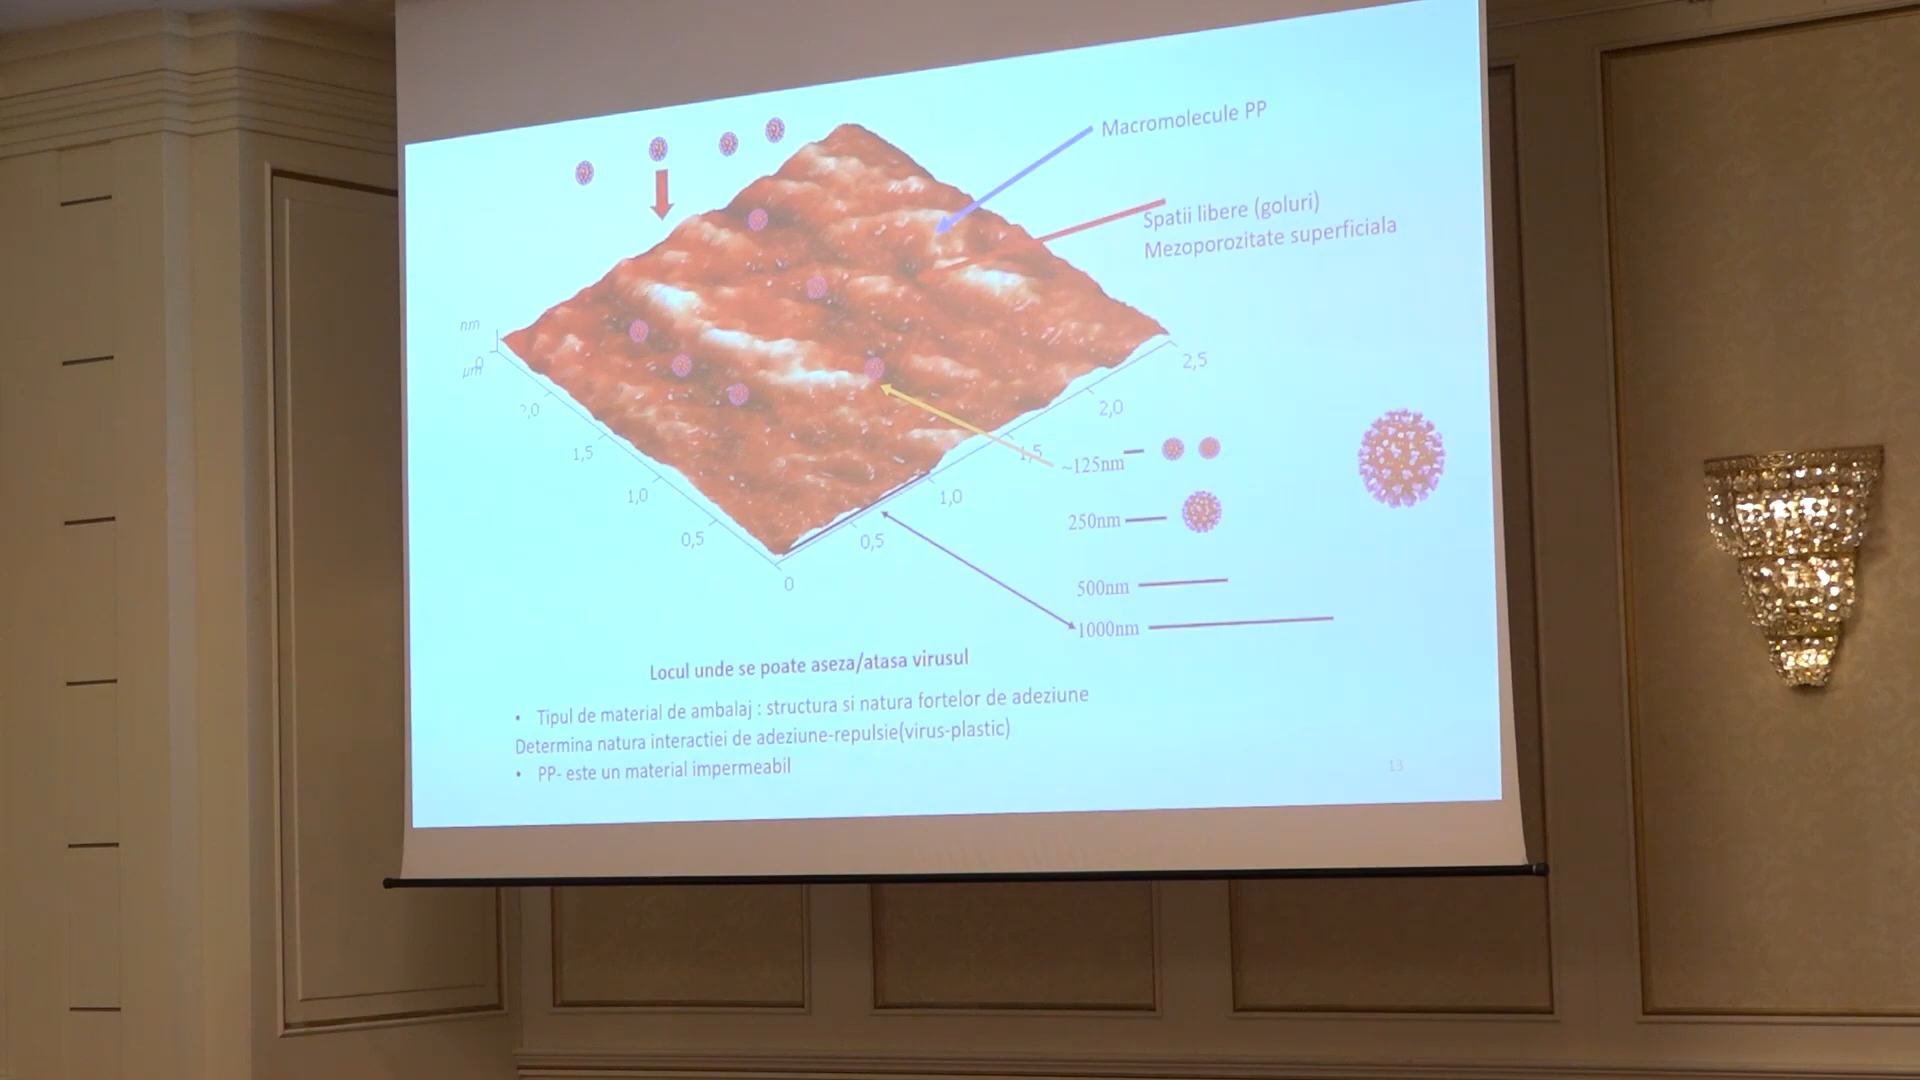 Macromolecule PP
Spatii libere (goluri)
Mezoporozitate superficiala
nm
0
µm
2,0
1,5
1,0
0,5
0
0,5
1,0
1,5
2,0
2,5
~125nm
250nm
500nm
1000nm
Locul unde se poate aseza/atasa virusul
• Tipul de material de ambalaj : structura si natura fortelor de adeziune
Determina natura interactiei de adeziune-repulsie(virus-plastic)
• PP- este un material impermeabil
13